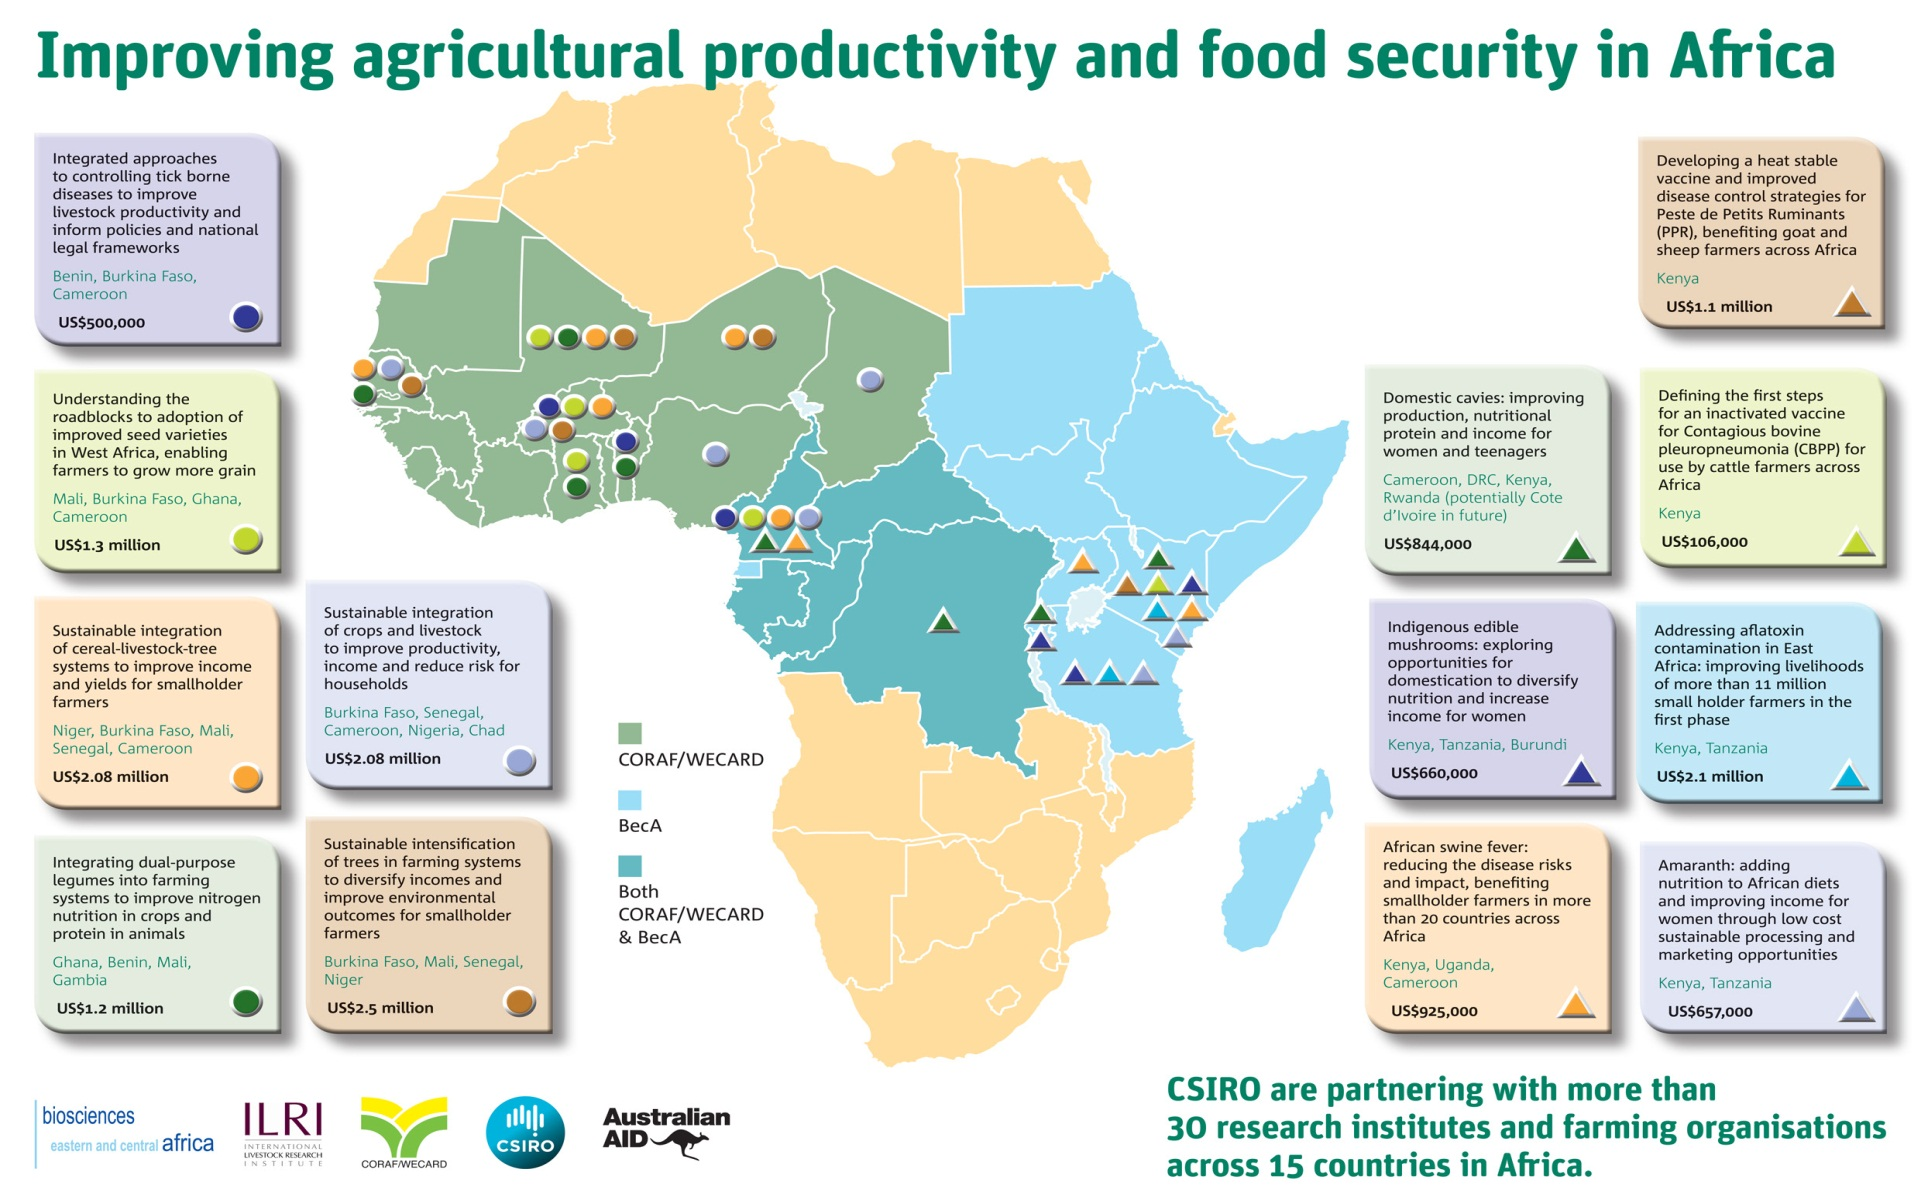 Improving agricultural productivity and food security in Africa
Integrated approaches
to controlling tick borne
diseases to improve
livestock productivity and
inform policies and national
legal frameworks
Benin, Burkina Faso,
Cameroon
US$500,000
Understanding the
roadblocks to adoption of
improved seed varieties
in West Africa, enabling
farmers to grow more grain
Mali, Burkina Faso, Ghana,
Cameroon
US$1.3 million
Sustainable integration
of cereal-livestock-tree
systems to improve income
and yields for smallholder
farmers
Niger, Burkina Faso, Mali,
Senegal, Cameroon
US$2.08 million
Integrating dual-purpose
legumes into farming
systems to improve nitrogen
nutrition in crops and
protein in animals
Ghana, Benin, Mali,
Gambia
US$1.2 million
Sustainable integration
of crops and livestock
to improve productivity,
income and reduce risk for
households
Burkina Faso, Senegal,
Cameroon, Nigeria, Chad
US$2.08 million
Sustainable intensification
of trees in farming systems
to diversify incomes and
improve environmental
outcomes for smallholder
farmers
Burkina Faso, Mali, Senegal,
Niger
US$2.5 million
CORAF/WECARD
BecA
Both
CORAF/WECARD
& BecA
Developing a heat stable
vaccine and improved
disease control strategies for
Peste de Petits Ruminants
(PPR), benefiting goat and
sheep farmers across Africa
Kenya
US$1.1 million
Domestic cavies: improving
production, nutritional
protein and income for
women and teenagers
Cameroon, DRC, Kenya,
Rwanda (potentially Cote
d'Ivoire in future)
US$844,000
Defining the first steps
for an inactivated vaccine
for Contagious bovine
pleuropneumonia (CBPP) for
use by cattle farmers across
Africa
Kenya
US$106,000
Indigenous edible
mushrooms: exploring
opportunities for
domestication to diversify
nutrition and increase
income for women
Kenya, Tanzania, Burundi
US$660,000
Addressing aflatoxin
contamination in East
Africa: improving livelihoods
of more than 11 million
small holder farmers in the
first phase
Kenya, Tanzania
US$2.1 million
African swine fever:
reducing the disease risks
and impact, benefiting
smallholder farmers in more
than 20 countries across
Africa
Kenya, Uganda,
Cameroon
US$925,000
Amaranth: adding
nutrition to African diets
and improving income for
women through low cost
sustainable processing and
marketing opportunities
Kenya, Tanzania
US$657,000
biosciences
eastern and central africa
ILRI
INTERNATIONAL
LIVESTOCK RESEARCH
INSTITUTE
CORAF/WECARD
CSIRO
Australian
AID
CSIRO are partnering with more than
30 research institutes and farming organisations
across 15 countries in Africa.